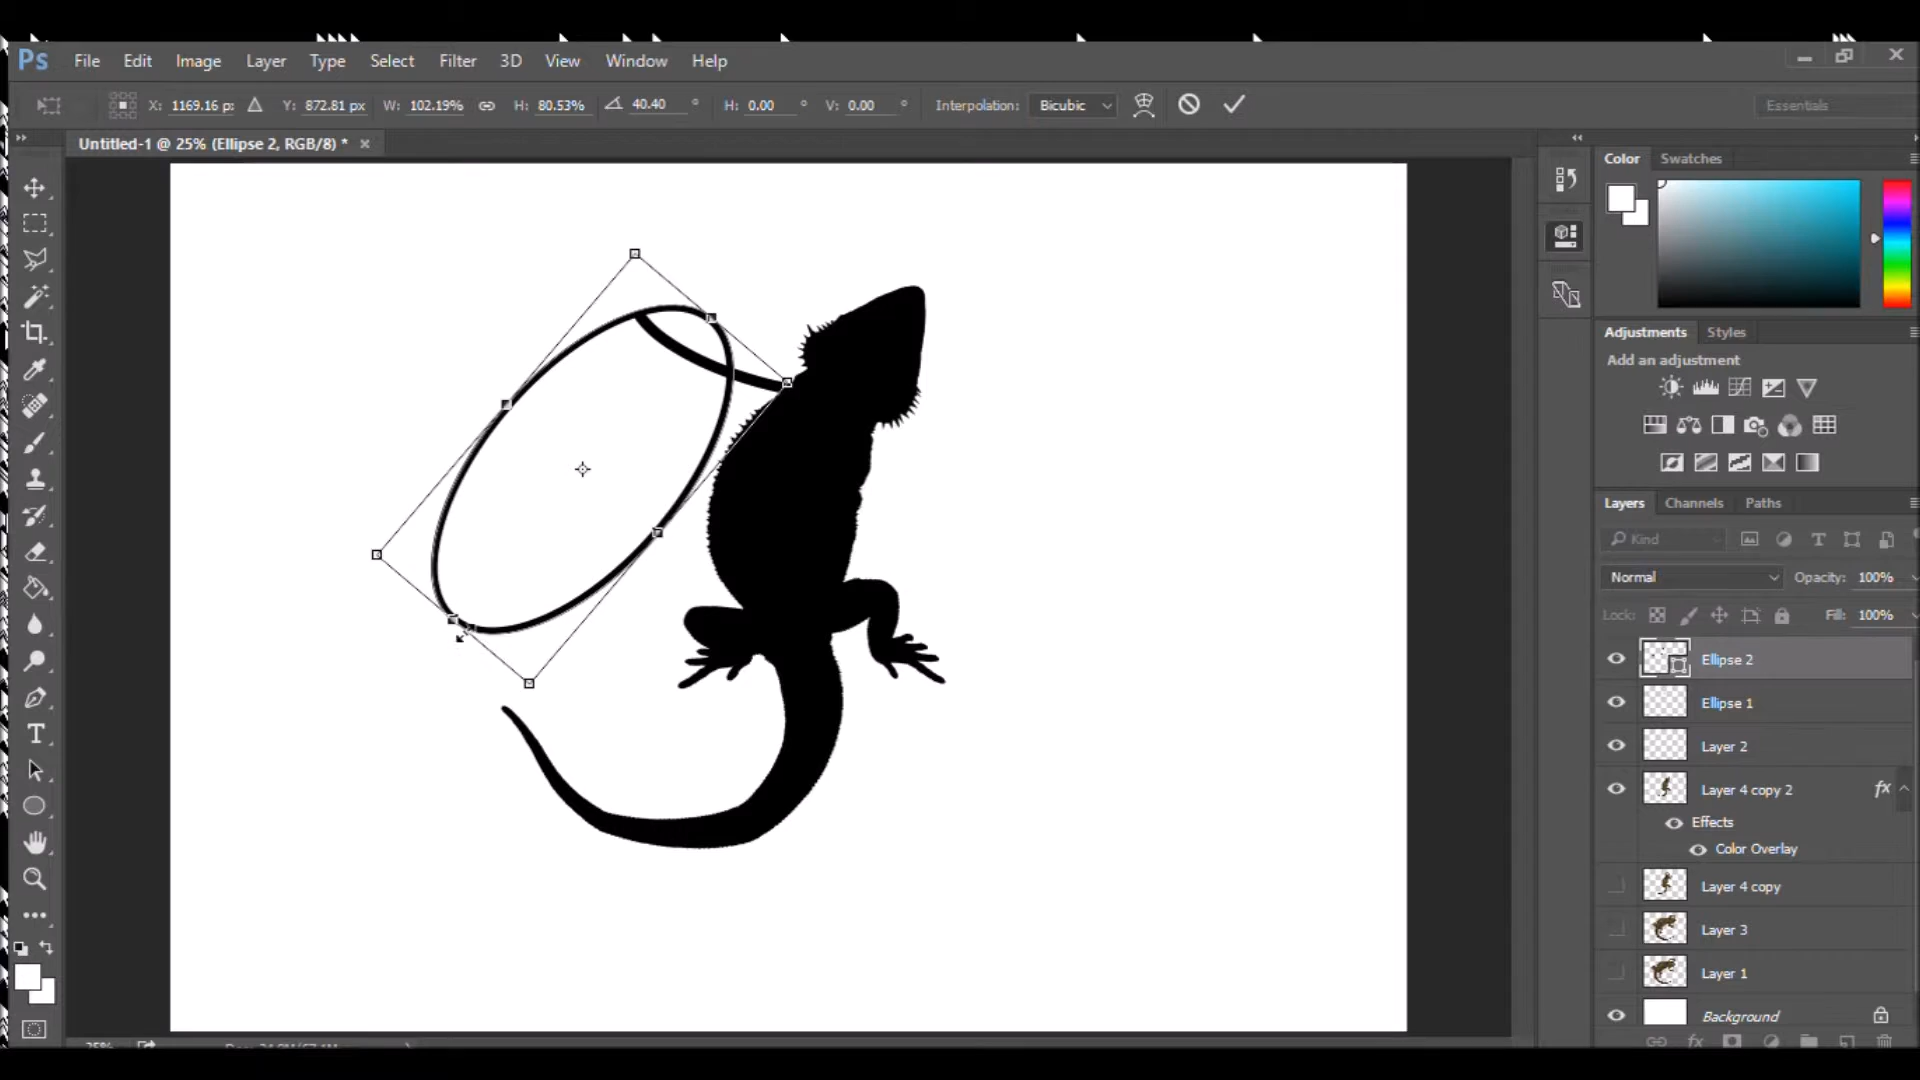 Ps File Edit Image Layer Type Select Filter 3D View Window Help
X: 1169.16 p: Y: 872.81 px W: 102.19% H: 80.53% 40.40 ° H: 0.00 ° V: 0.00 ° Interpolation: Bicubic Essentials
Untitled-1 @ 25% (Ellipse 2, RGB/8) *
Color Swatches
Adjustments Styles
Add an adjustment
Layers Channels Paths
Kind
Normal Opacity: 100%
Lock: Fill: 100%
Ellipse 2
Ellipse 1
Layer 2
Layer 4 copy 2 fx
Effects
Color Overlay
Layer 4 copy
Layer 3
Layer 1
Background
fx